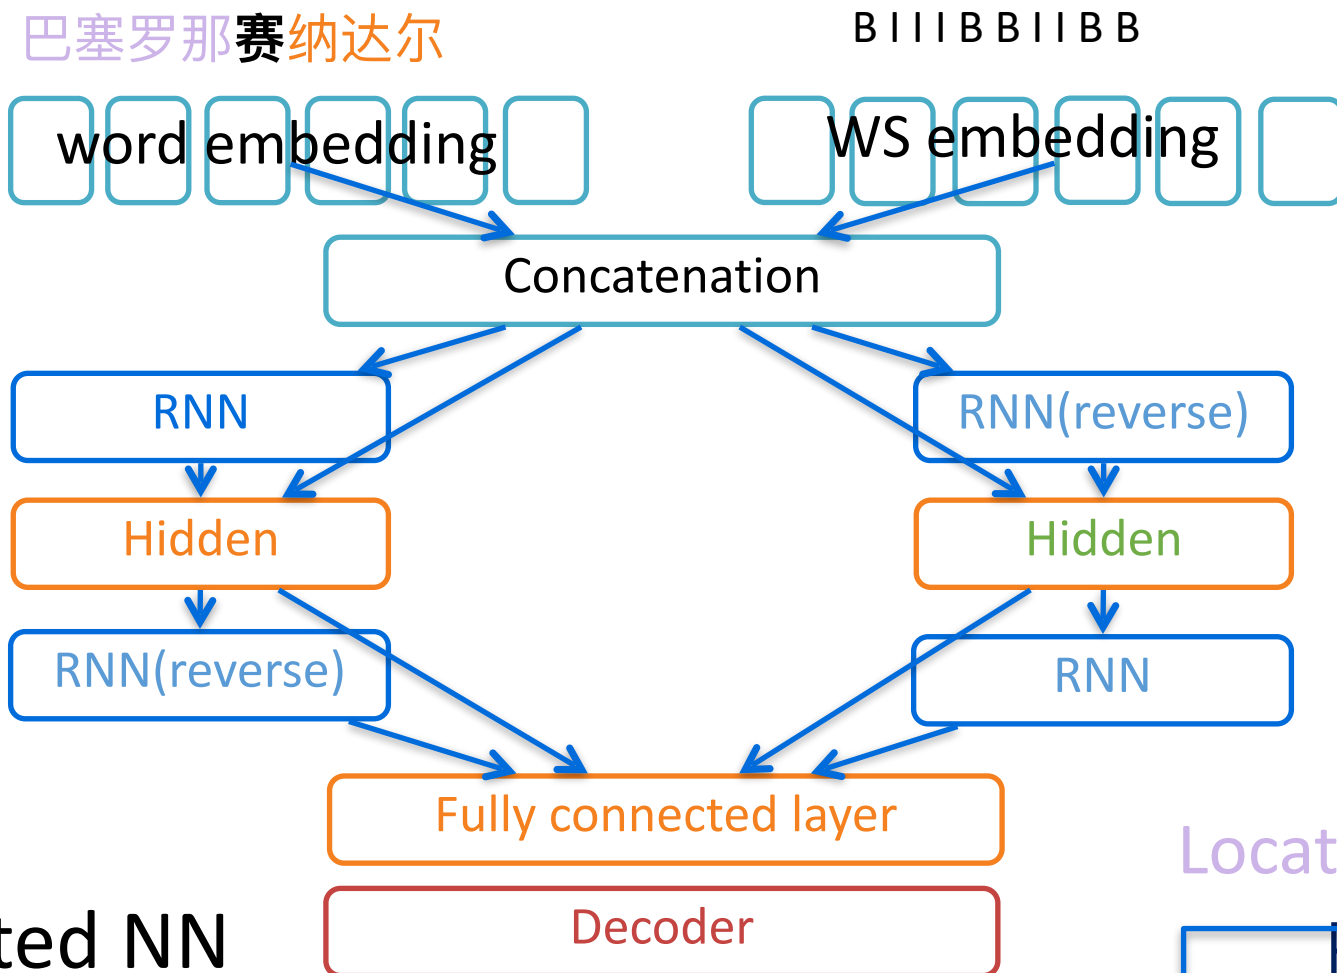 巴塞罗那赛纳达尔
B I I I B B I I B B
word embedding
WS embedding
Concatenation
RNN
RNN(reverse)
Hidden
Hidden
RNN(reverse)
RNN
Fully connected layer
Locat
Decoder
ted NN